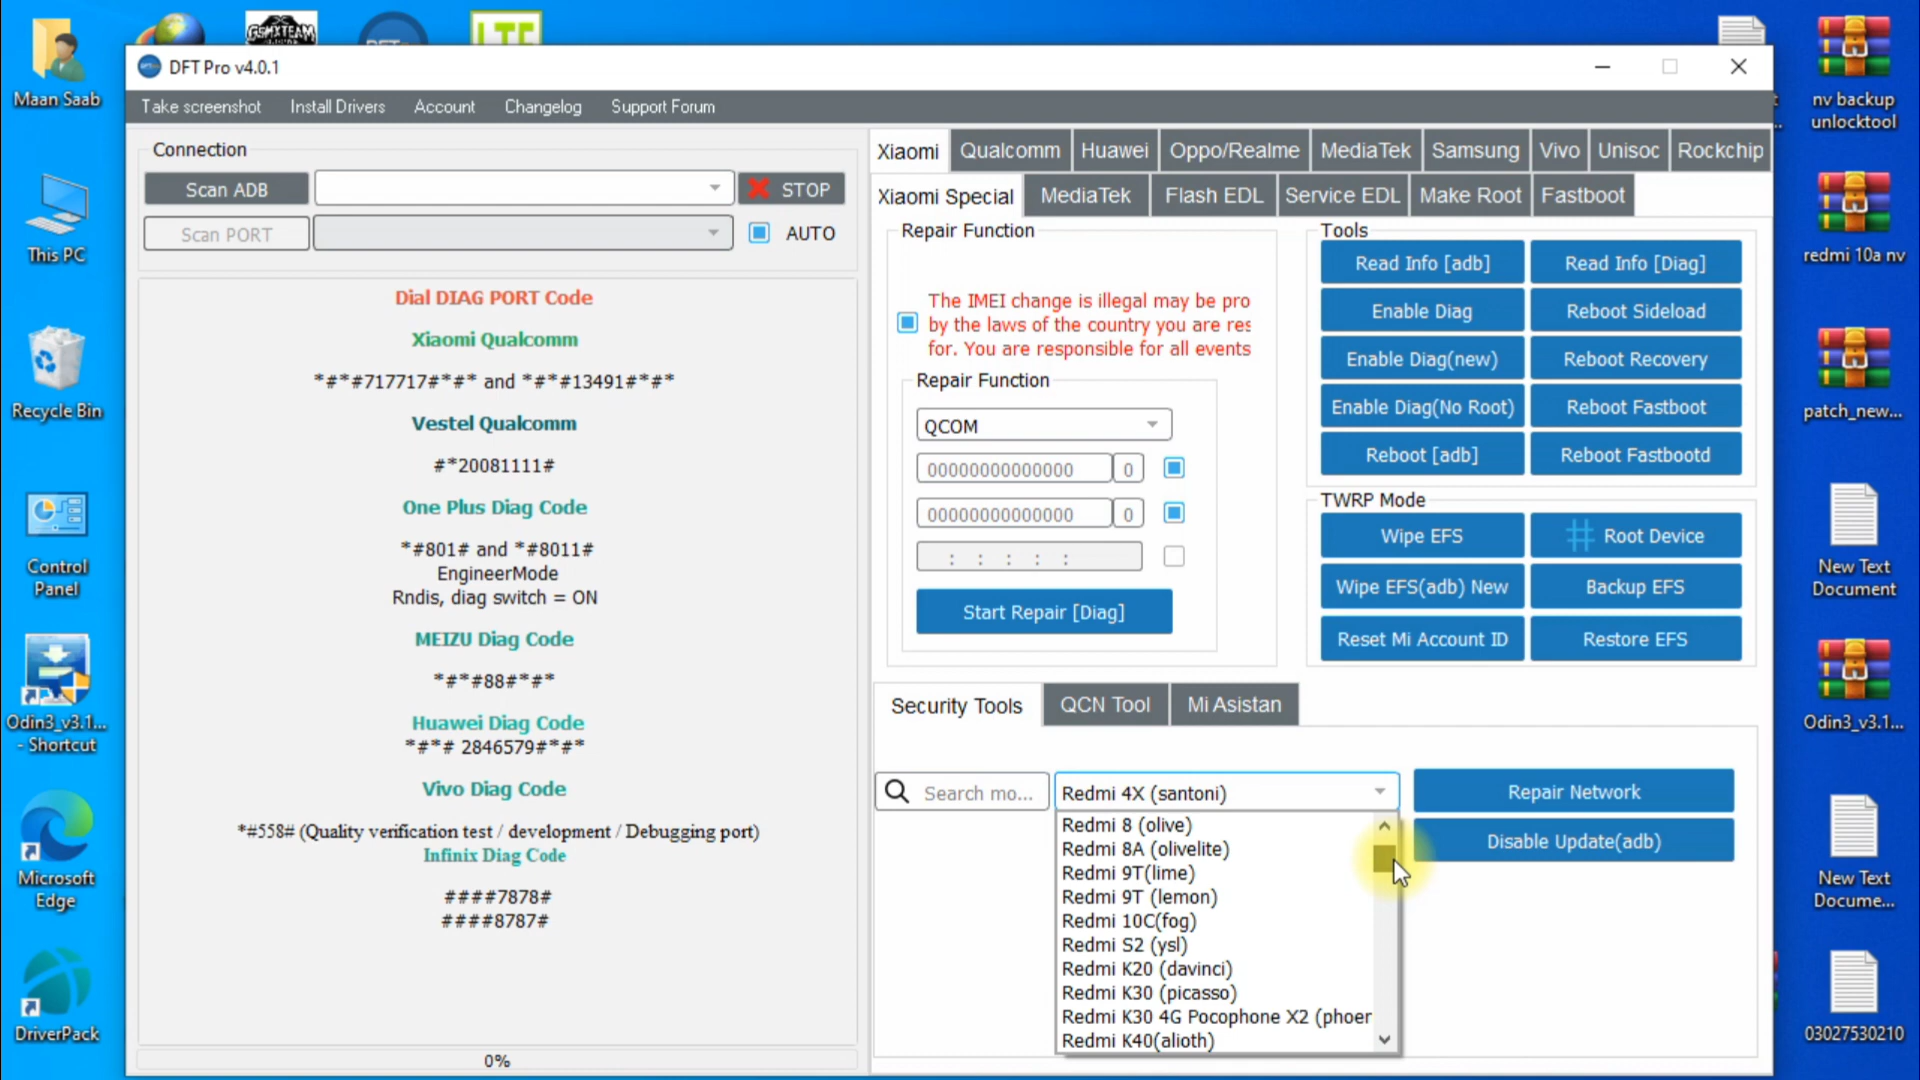 GSMXTEAM
DFT
LTE
Maan Saab
This PC
Recycle Bin
Control
Panel
Odin3_v3.1...
- Shortcut
Microsoft
Edge
DriverPack
DFT Pro v4.0.1
Take screenshot Install Drivers Account Changelog Support Forum
Connection
Scan ADB STOP
Scan PORT AUTO
Dial DIAG PORT Code
Xiaomi Qualcomm
*#*#717717#*#* and *#*#13491#*#*
Vestel Qualcomm
#*20081111#
One Plus Diag Code
*#801# and *#8011#
EngineerMode
Rndis, diag switch = ON
MEIZU Diag Code
*#*#88#*#*
Huawei Diag Code
*#*# 2846579#*#*
Vivo Diag Code
*#558# (Quality verification test / development / Debugging port)
Infinix Diag Code
####7878#
####8787#
0%
Xiaomi Qualcomm Huawei Oppo/Realme MediaTek Samsung Vivo Unisoc Rockchip
Xiaomi Special MediaTek Flash EDL Service EDL Make Root Fastboot
Repair Function
The IMEI change is illegal may be pro
by the laws of the country you are res
for. You are responsible for all events
Repair Function
QCOM
00000000000000 0
00000000000000 0
: : : : :
Start Repair [Diag]
Tools
Read Info [adb] Read Info [Diag]
Enable Diag Reboot Sideload
Enable Diag(new) Reboot Recovery
Enable Diag(No Root) Reboot Fastboot
Reboot [adb] Reboot Fastbootd
TWRP Mode
Wipe EFS Root Device
Wipe EFS(adb) New Backup EFS
Reset Mi Account ID Restore EFS
Security Tools QCN Tool Mi Asistan
Search mo... Redmi 4X (santoni) Repair Network
Disable Update(adb)
Redmi 8 (olive)
Redmi 8A (olivelite)
Redmi 9T(lime)
Redmi 9T (lemon)
Redmi 10C(fog)
Redmi S2 (ysl)
Redmi K20 (davinci)
Redmi K30 (picasso)
Redmi K30 4G Pocophone X2 (phoer
Redmi K40(alioth)
nv backup
unlocktool
redmi 10a nv
patch_new...
New Text
Document
Odin3_v3.1...
New Text
Docume...
03027530210